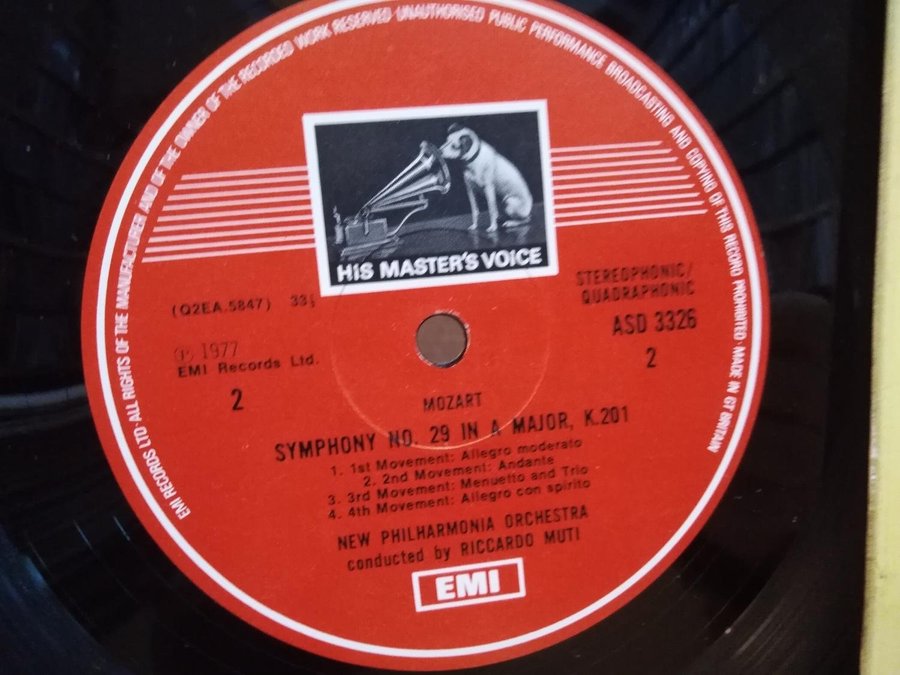 EMI RECORDS LTD·ALL RIGHTS OF THE MANUFACTURER AND OF THE OWNER OF THE RECORDED WORK RESERVED UNAUTHORISED PUBLIC PERFORMANCE BROADCASTING AND COPYING OF THIS RECORD PROHIBITED·MADE IN GT BRITAIN
HIS MASTER'S VOICE
(Q2EA.5847) 33⅓
STEREOPHONIC/
QUADRAPHONIC
ASD 3326
1977
EMI Records Ltd.
2
2
MOZART
SYMPHONY NO. 29 IN A MAJOR, K.201
1. 1st Movement: Allegro moderato
2. 2nd Movement: Andante
3. 3rd Movement: Menuetto and Trio
4. 4th Movement: Allegro con spirito
NEW PHILHARMONIA ORCHESTRA
conducted by RICCARDO MUTI
EMI